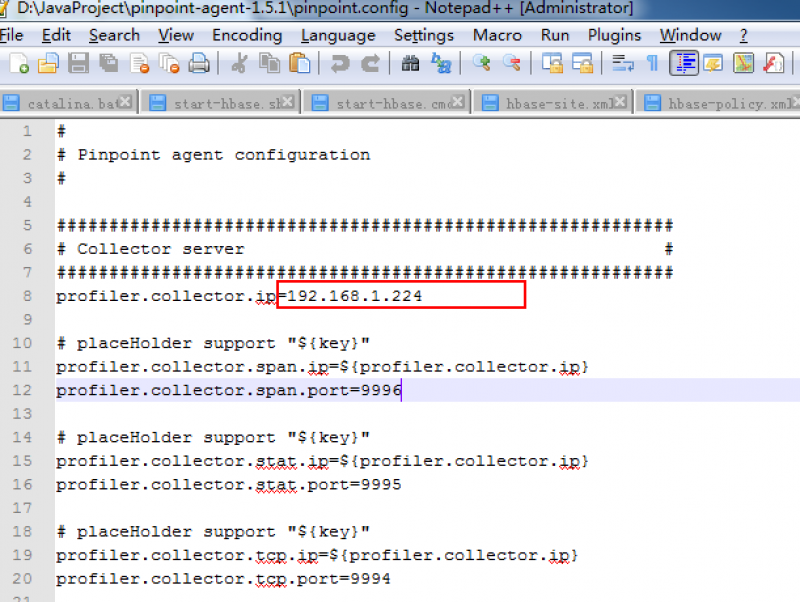 D:\JavaProject\pinpoint-agent-1.5.1\pinpoint.config - Notepad++ [Administrator]
File Edit Search View Encoding Language Settings Macro Run Plugins Window ?
catalina.ba start-hbase.s start-hbase.cm hbase-site.xml hbase-policy.xml
1 #
2 # Pinpoint agent configuration
3 #
4
5 ###########################################################
6 # Collector server #
7 ###########################################################
8 profiler.collector.ip=192.168.1.224
9
10 # placeHolder support "${key}"
11 profiler.collector.span.ip=${profiler.collector.ip}
12 profiler.collector.span.port=9996
13
14 # placeHolder support "${key}"
15 profiler.collector.stat.ip=${profiler.collector.ip}
16 profiler.collector.stat.port=9995
17
18 # placeHolder support "${key}"
19 profiler.collector.tcp.ip=${profiler.collector.ip}
20 profiler.collector.tcp.port=9994
21